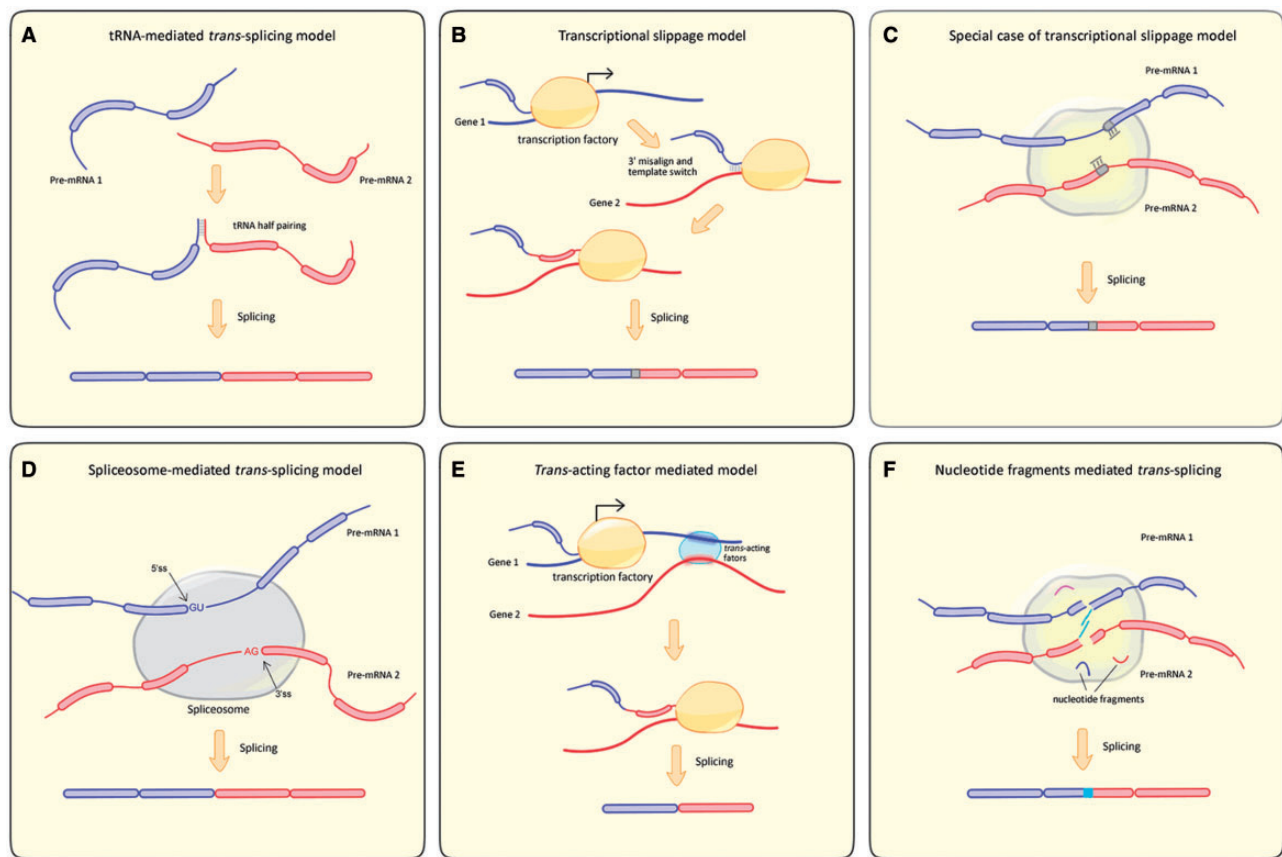 A
tRNA-mediated trans-splicing model
Pre-mRNA 1
Pre-mRNA 2
tRNA half pairing
Splicing
B
Transcriptional slippage model
Gene 1
transcription factory
3' misalign and
template switch
Gene 2
Splicing
C
Special case of transcriptional slippage model
Pre-mRNA 1
Pre-mRNA 2
Splicing
D
Spliceosome-mediated trans-splicing model
Pre-mRNA 1
5'ss
GU
AG
3'ss
Pre-mRNA 2
Spliceosome
Splicing
E
Trans-acting factor mediated model
Gene 1
transcription factory
trans-acting
fators
Gene 2
Splicing
F
Nucleotide fragments mediated trans-splicing
Pre-mRNA 1
Pre-mRNA 2
nucleotide fragments
Splicing